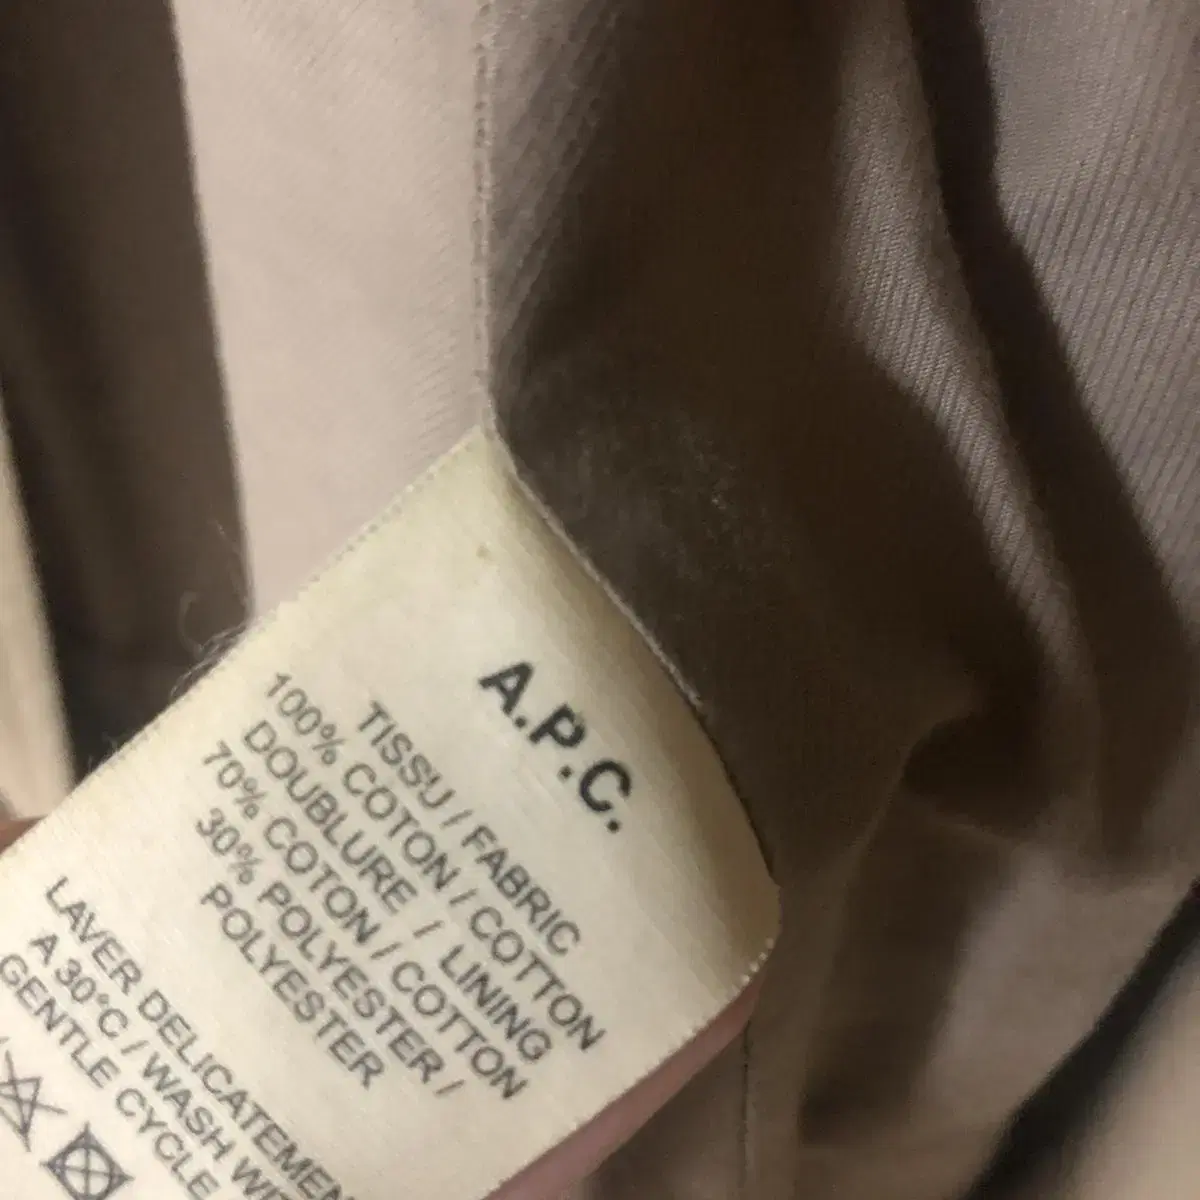 A.P.C.
TISSU / FABRIC
100% COTON / COTTON
DOUBLURE / LINING
70% COTON / COTTON
30% POLYESTER /
POLYESTER
LAVER DELICATEMEN
A 30°C / WASH
GENTLE CYCLE